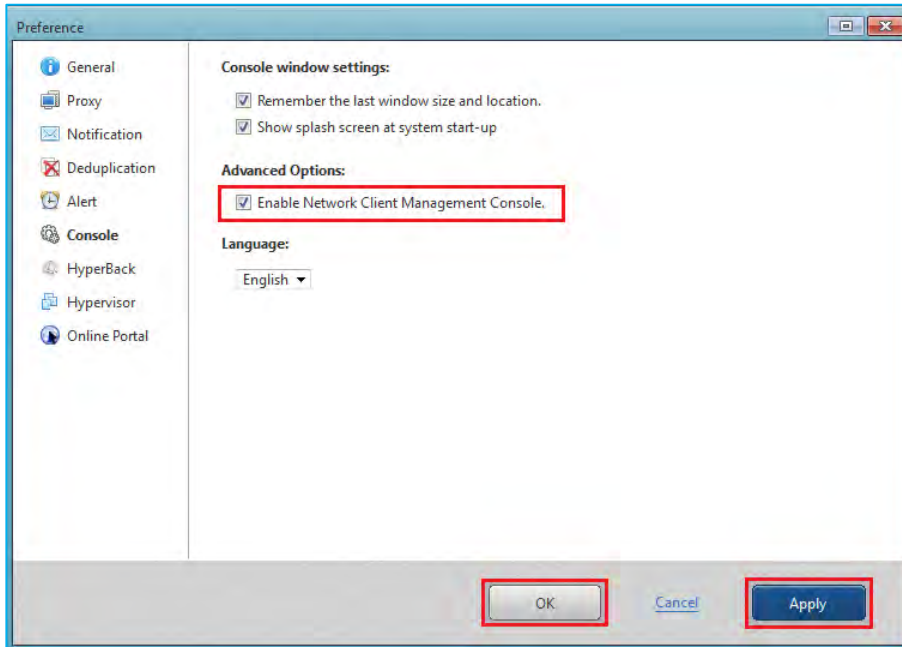 Preference
General
Proxy
Notification
Deduplication
Alert
Console
HyperBack
Hypervisor
Online Portal
Console window settings:
Remember the last window size and location.
Show splash screen at system start-up
Advanced Options:
Enable Network Client Management Console.
Language:
English
OK
Cancel
Apply